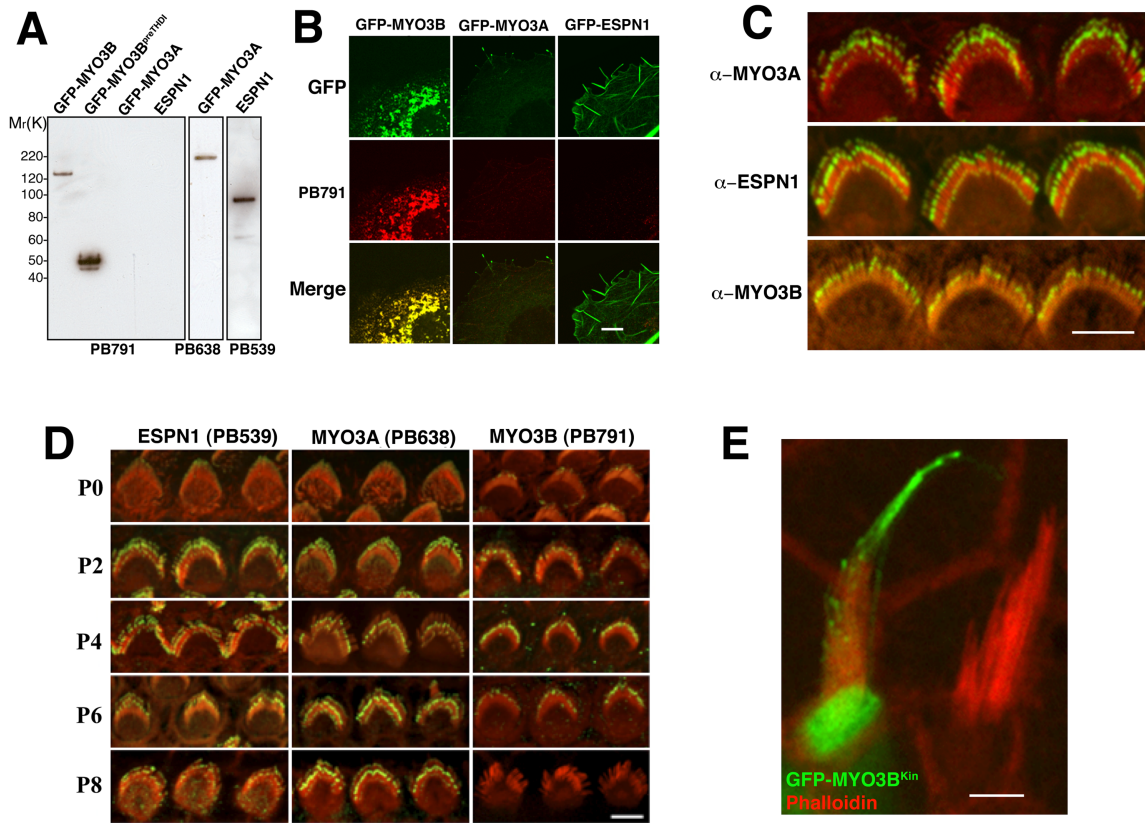 A
GFP-MYO3B
GFP-MYO3BpreTHDI
GFP-MYO3A
ESPN1
GFP-MYO3A
ESPN1
Mr(K)
220
120
100
80
60
50
40
PB791 PB638 PB539
B
GFP-MYO3B GFP-MYO3A GFP-ESPN1
GFP
PB791
Merge
C
α-MYO3A
α-ESPN1
α-MYO3B
D
ESPN1 (PB539) MYO3A (PB638) MYO3B (PB791)
P0
P2
P4
P6
P8
E
GFP-MYO3BKin
Phalloidin